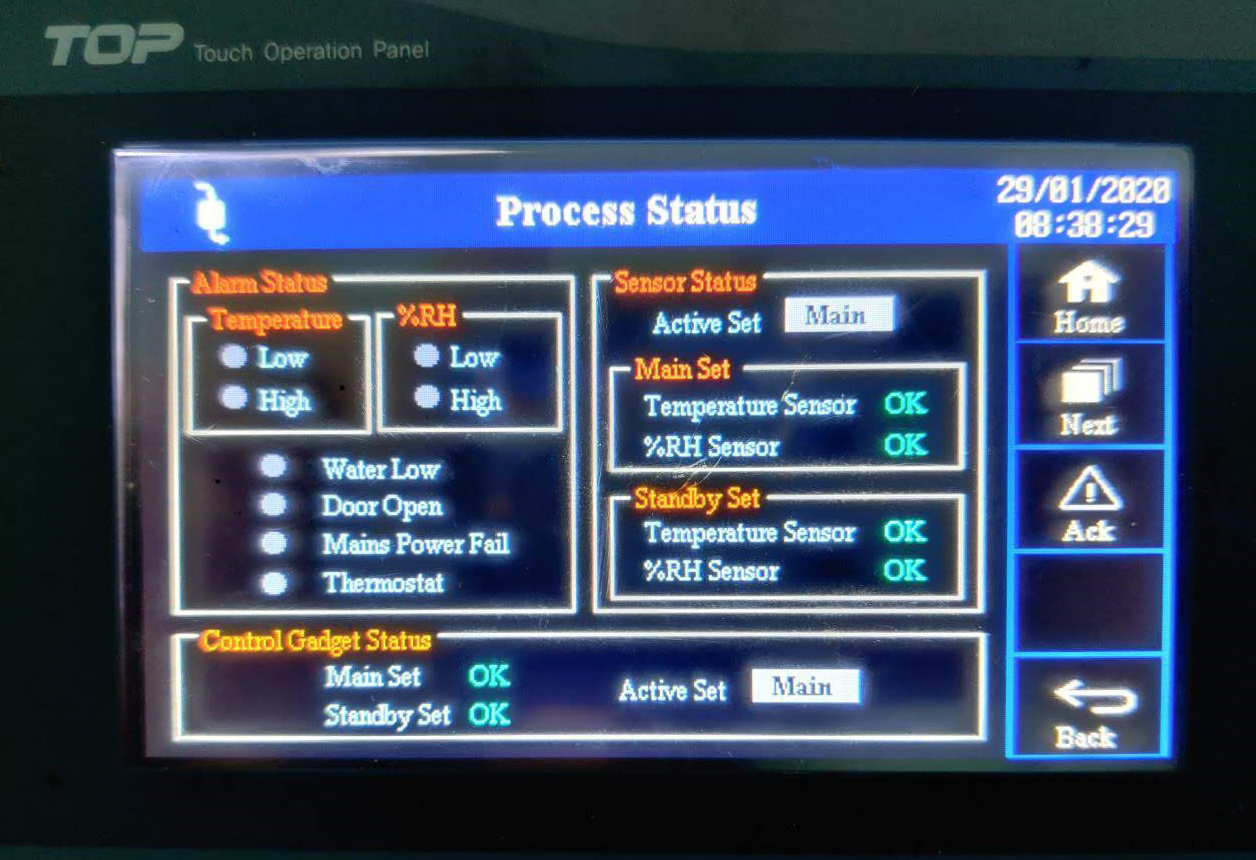 TOP Touch Operation Panel
Process Status
29/01/2020
08:38:29
Alarm Status
Temperature
Low
High
%RH
Low
High
Water Low
Door Open
Mains Power Fail
Thermostat
Sensor Status
Active Set Main
Main Set
Temperature Sensor OK
%RH Sensor OK
Standby Set
Temperature Sensor OK
%RH Sensor OK
Control Gadget Status
Main Set OK
Standby Set OK
Active Set Main
Home
Next
Ack
Back